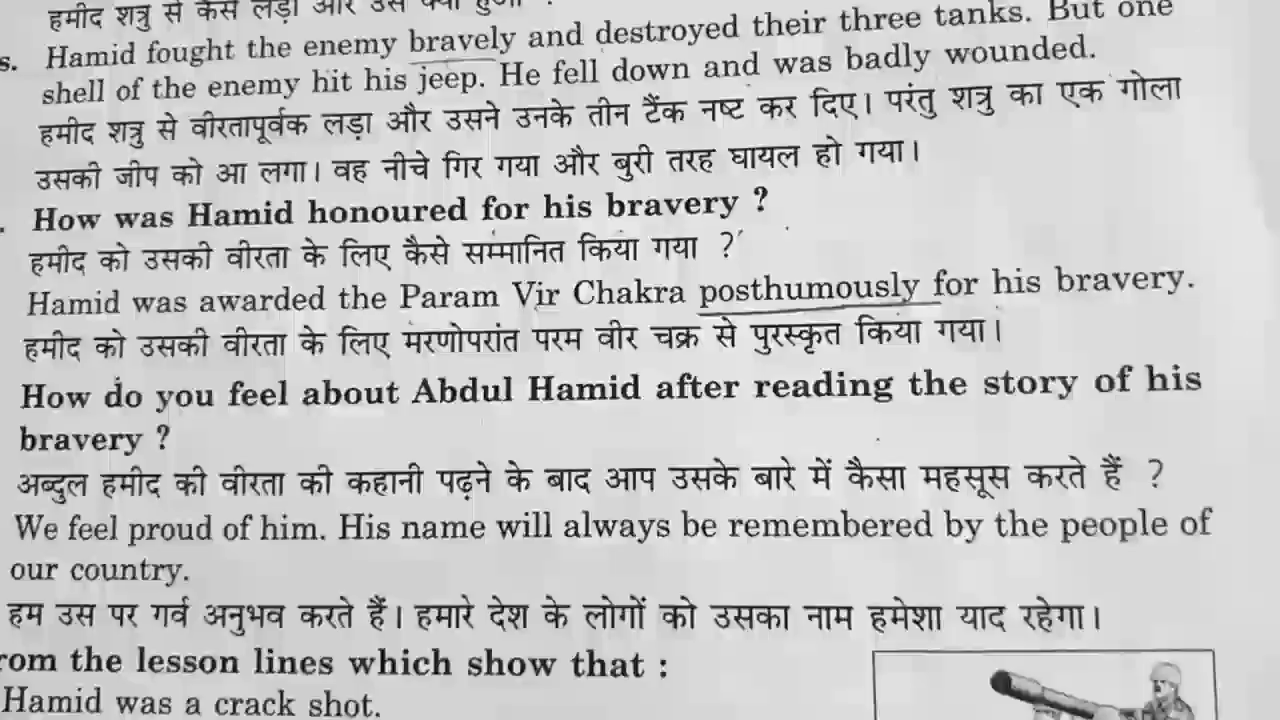 हमीद शत्रु से कैसे लड़ा और उसे क्या हुआ ?
s. Hamid fought the enemy bravely and destroyed their three tanks. But one
shell of the enemy hit his jeep. He fell down and was badly wounded.
हमीद शत्रु से वीरतापूर्वक लड़ा और उसने उनके तीन टैंक नष्ट कर दिए। परंतु शत्रु का एक गोला
उसकी जीप को आ लगा। वह नीचे गिर गया और बुरी तरह घायल हो गया।
. How was Hamid honoured for his bravery ?
हमीद को उसकी वीरता के लिए कैसे सम्मानित किया गया ?
Hamid was awarded the Param Vir Chakra posthumously for his bravery.
हमीद को उसकी वीरता के लिए मरणोपरांत परम वीर चक्र से पुरस्कृत किया गया।
How do you feel about Abdul Hamid after reading the story of his
bravery ?
अब्दुल हमीद की वीरता की कहानी पढ़ने के बाद आप उसके बारे में कैसा महसूस करते हैं ?
We feel proud of him. His name will always be remembered by the people of
our country.
हम उस पर गर्व अनुभव करते हैं। हमारे देश के लोगों को उसका नाम हमेशा याद रहेगा।
rom the lesson lines which show that :
Hamid was a crack shot.